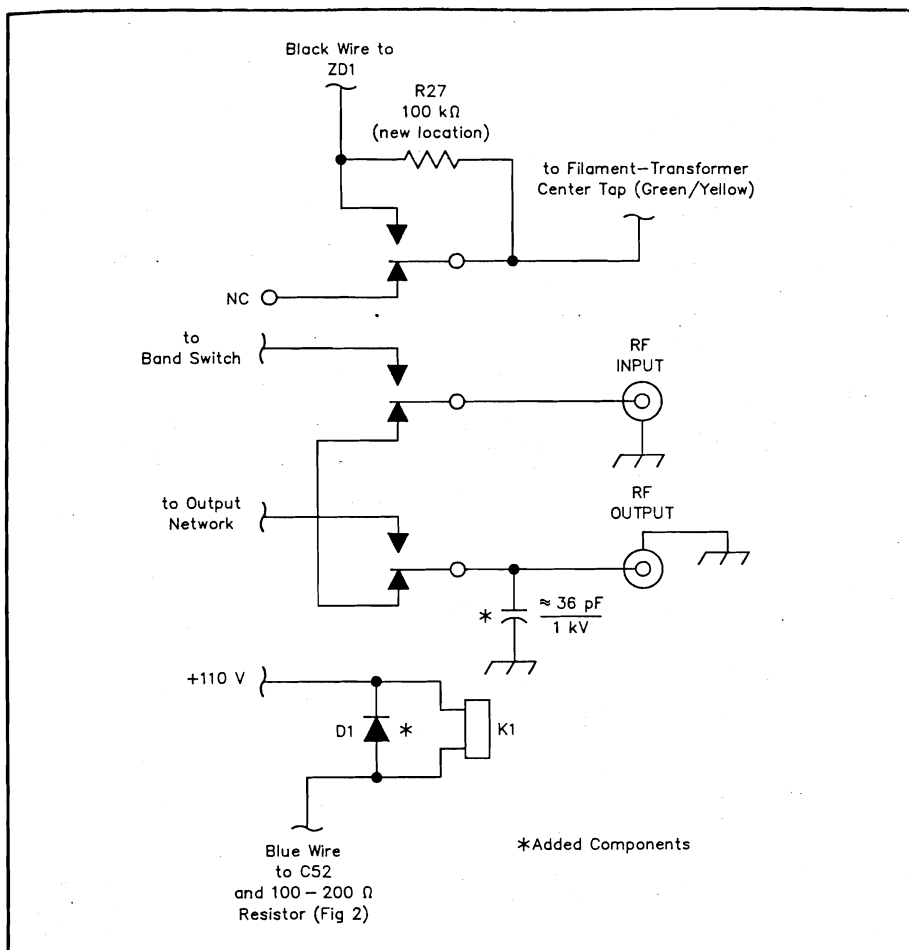 Black Wire to
ZD1
R27
100 kΩ
(new location)
to Filament–Transformer
Center Tap (Green/Yellow)
NC
to
Band Switch
RF
INPUT
to Output
Network
RF
OUTPUT
*
≈ 36 pF
1 kV
+110 V
D1
*
K1
Blue Wire
to C52
and 100 – 200 Ω
Resistor (Fig 2)
*Added Components